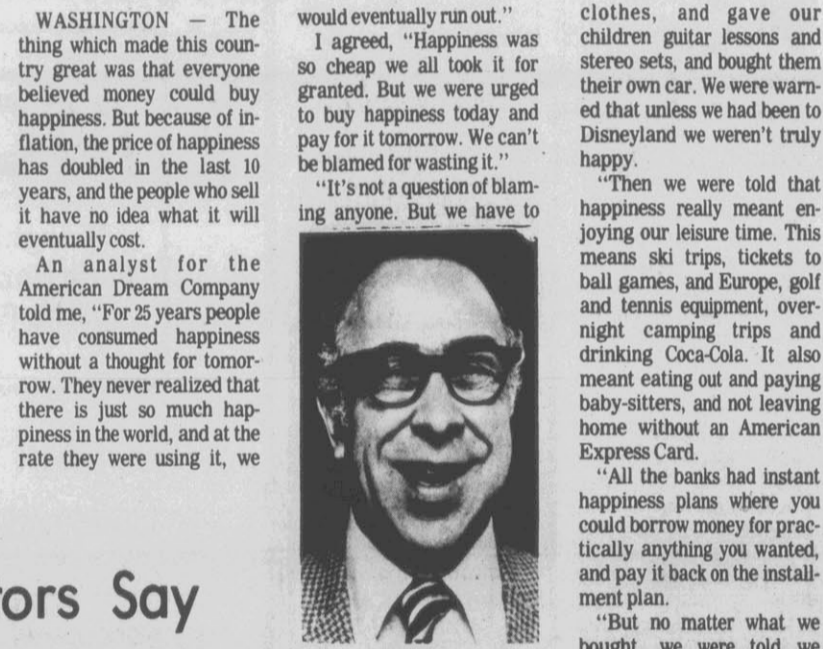 WASHINGTON — The
thing which made this coun-
try great was that everyone
believed money could buy
happiness. But because of in-
flation, the price of happiness
has doubled in the last 10
years, and the people who sell
it have no idea what it will
eventually cost.
An analyst for the
American Dream Company
told me, “For 25 years people
have consumed happiness
without a thought for tomor-
row. They never realized that
there is just so much hap-
piness in the world, and at the
rate they were using it, we
would eventually run out.”
I agreed, “Happiness was
so cheap we all took it for
granted. But we were urged
to buy happiness today and
pay for it tomorrow. We can't
be blamed for wasting it.”
“It's not a question of blam-
ing anyone. But we have to
clothes, and gave our
children guitar lessons and
stereo sets, and bought them
their own car. We were warn-
ed that unless we had been to
Disneyland we weren't truly
happy.
“Then we were told that
happiness really meant en-
joying our leisure time. This
means ski trips, tickets to
ball games, and Europe, golf
and tennis equipment, over-
night camping trips and
drinking Coca-Cola. It also
meant eating out and paying
baby-sitters, and not leaving
home without an American
Express Card.
“All the banks had instant
happiness plans where you
could borrow money for prac-
tically anything you wanted,
and pay it back on the install-
ment plan.
“But no matter what we
bought, we were told we
ors Say